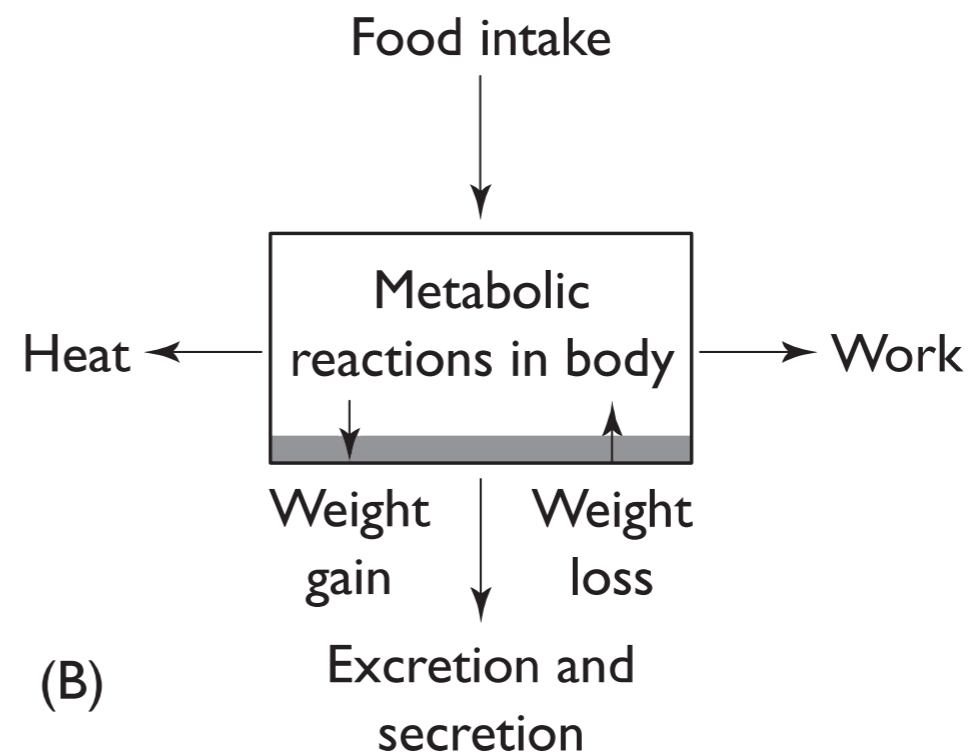 Food intake
Metabolic
Heat
reactions in body
Work
Weight
gain
Weight
loss
Excretion and
secretion
(B)